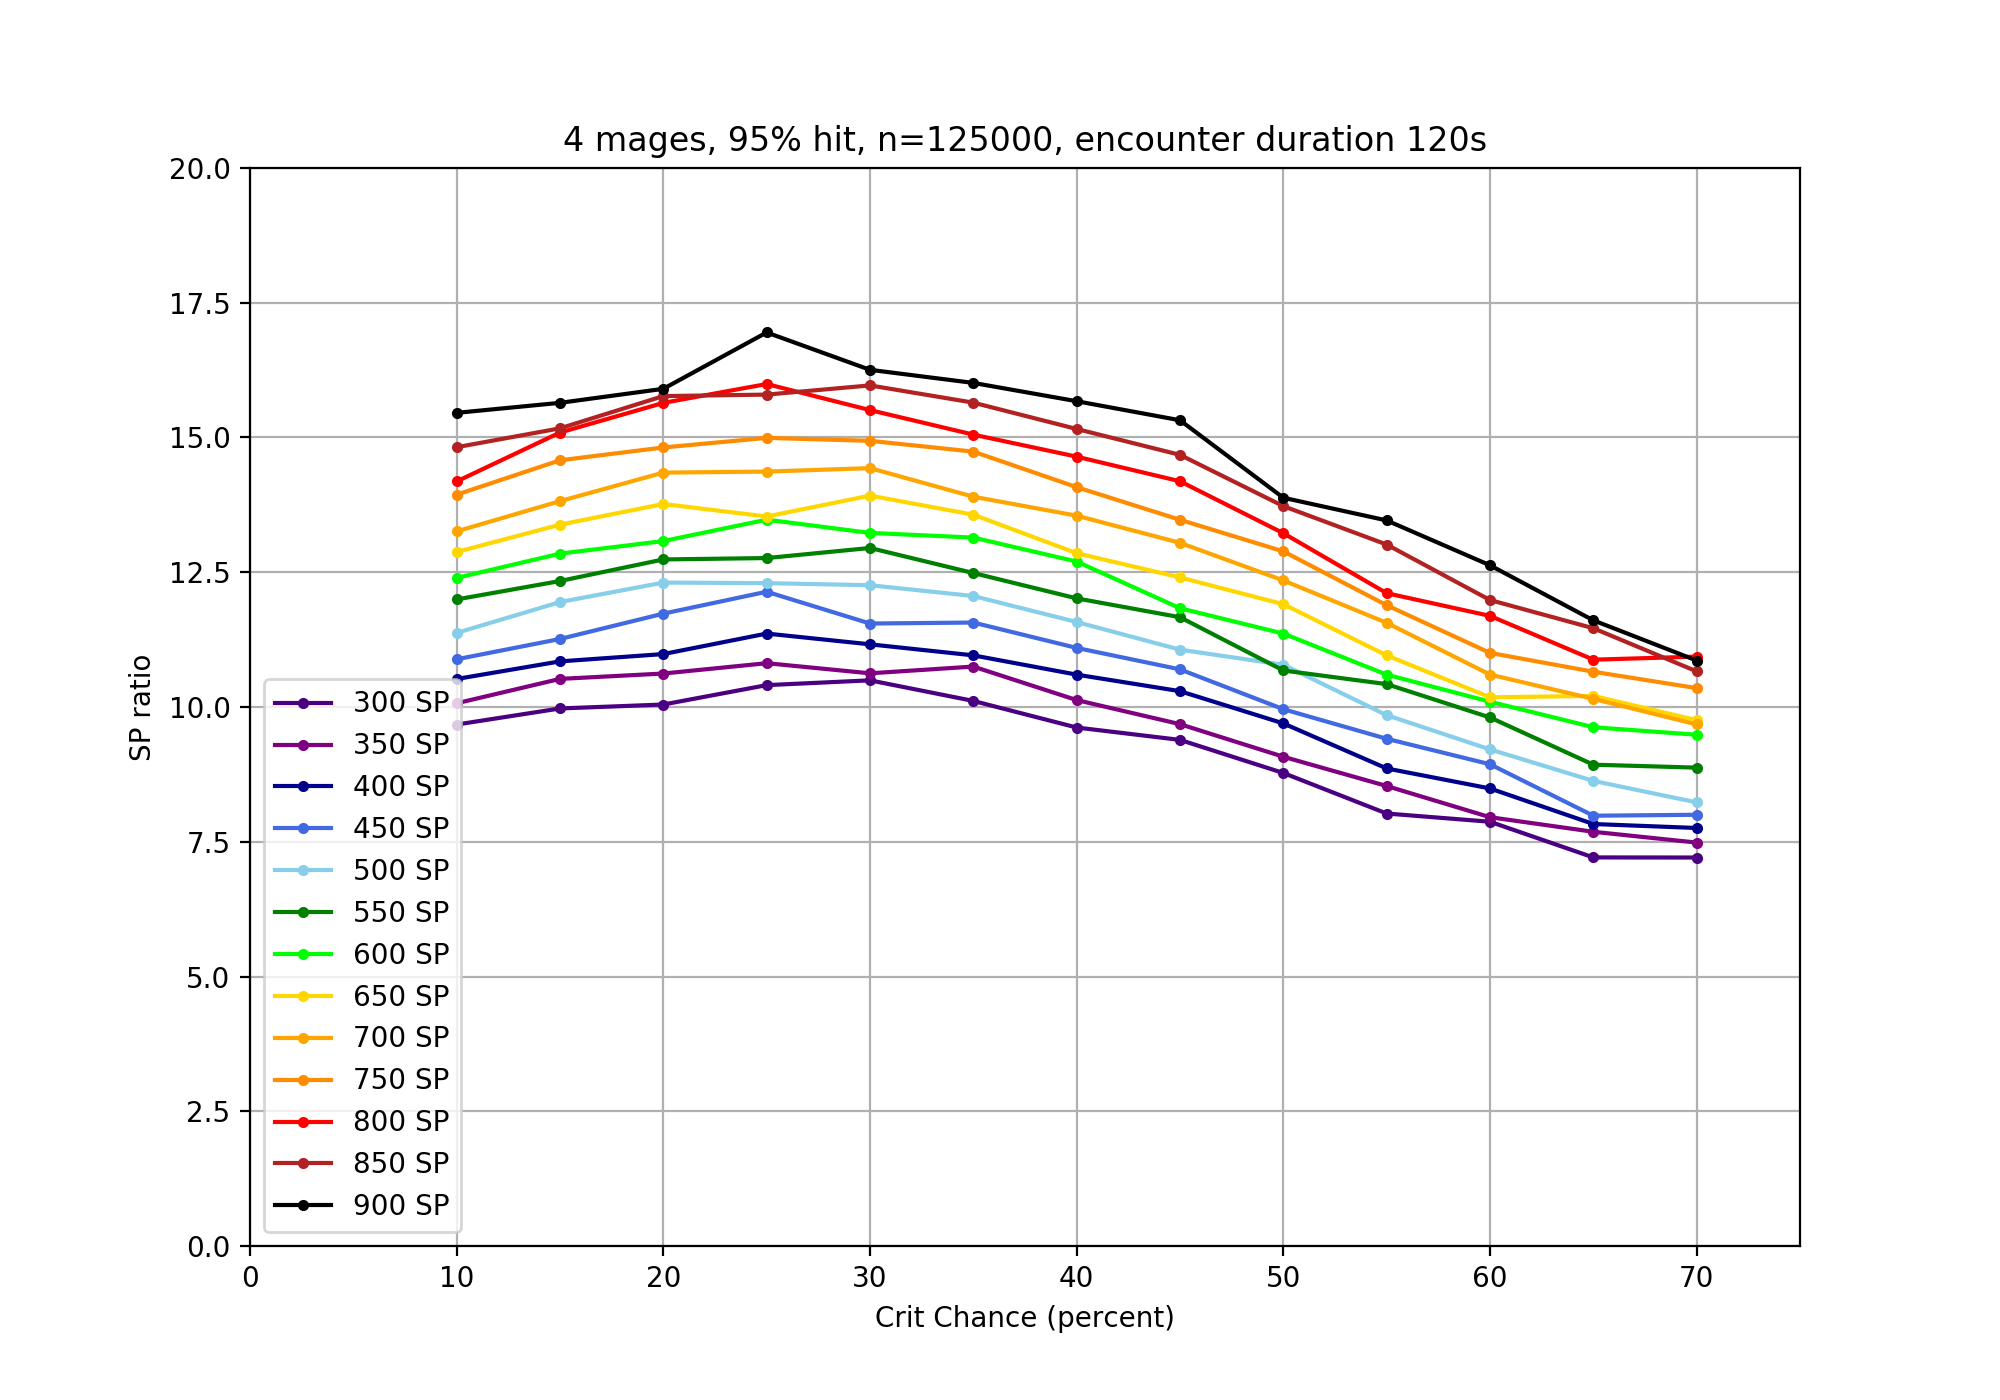 4 mages, 95% hit, n=125000, encounter duration 120s
20.0
17.5
15.0
12.5
10.0
7.5
5.0
2.5
0.0
SP ratio
300 SP
350 SP
400 SP
450 SP
500 SP
550 SP
600 SP
650 SP
700 SP
750 SP
800 SP
850 SP
900 SP
0 10 20 30 40 50 60 70
Crit Chance (percent)